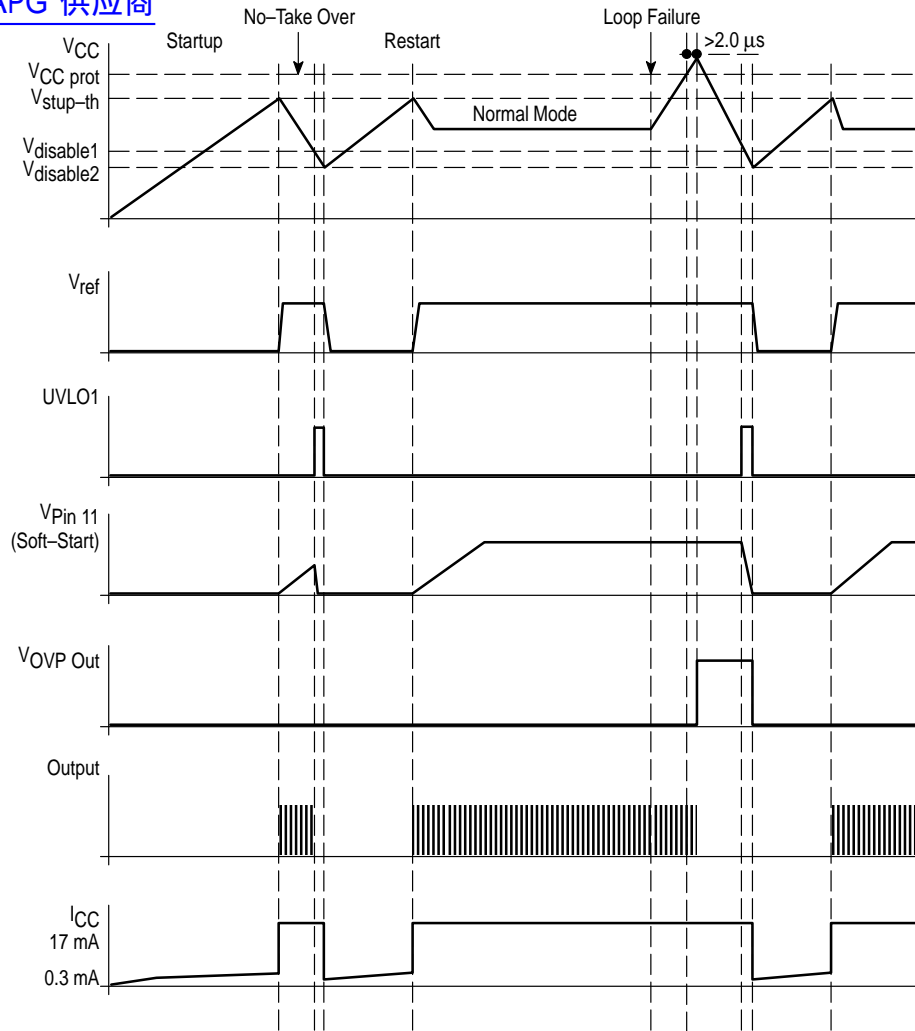 APG 供应商
No–Take Over
Loop Failure
Startup
Restart
>2.0 μs
VCC
VCC prot
Vstup–th
Normal Mode
Vdisable1
Vdisable2
Vref
UVLO1
VPin 11
(Soft–Start)
VOVP Out
Output
ICC
17 mA
0.3 mA